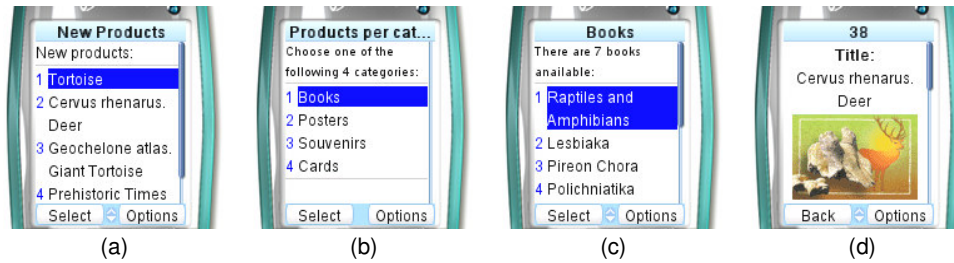 New Products
New products:
1 Tortoise
2 Cervus rhenarus.
Deer
3 Geochelone atlas.
Giant Tortoise
4 Prehistoric Times
Select Options
(a)
Products per cat...
Choose one of the
following 4 categories:
1 Books
2 Posters
3 Souvenirs
4 Cards
Select Options
(b)
Books
There are 7 books
anailable:
1 Raptiles and
Amphibians
2 Lesbiaka
3 Pireon Chora
4 Polichniatika
Select Options
(c)
38
Title:
Cervus rhenarus.
Deer
Back Options
(d)